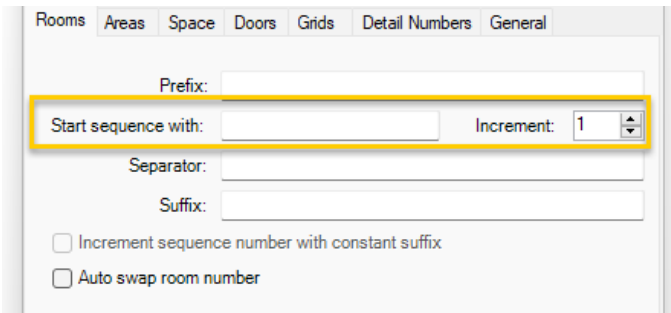 Rooms Areas Space Doors Grids Detail Numbers General
Prefix:
Start sequence with: Increment: 1
Separator:
Suffix:
Increment sequence number with constant suffix
Auto swap room number